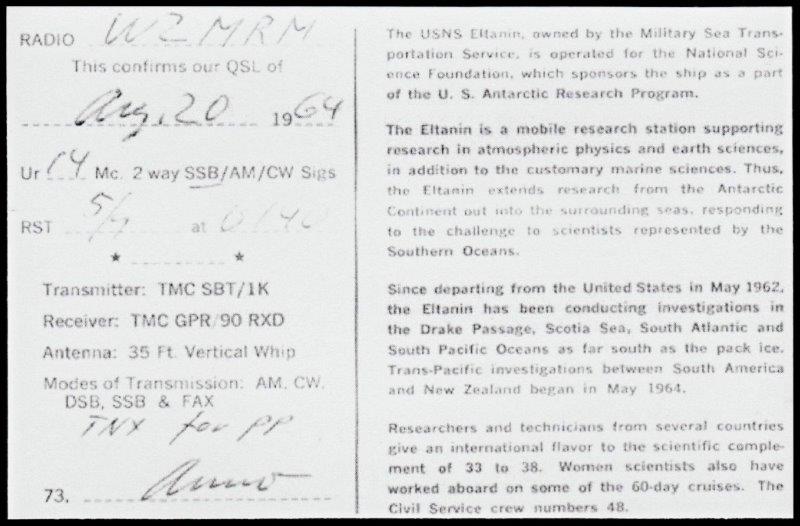 RADIO W2MRM
This confirms our QSL of
Aug. 20 1964
Ur 14 Mc. 2 way SSB/AM/CW Sigs
RST 5/9 at 0140
★ ★
Transmitter: TMC SBT/1K
Receiver: TMC GPR/90 RXD
Antenna: 35 Ft. Vertical Whip
Modes of Transmission: AM, CW,
DSB, SSB & FAX
TNX for PP
73,
The USNS Eltanin, owned by the Military Sea Trans-
portation Service, is operated for the National Sci-
ence Foundation, which sponsors the ship as a part
of the U. S. Antarctic Research Program.
The Eltanin is a mobile research station supporting
research in atmospheric physics and earth sciences,
in addition to the customary marine sciences. Thus,
the Eltanin extends research from the Antarctic
Continent out into the surrounding seas, responding
to the challenge to scientists represented by the
Southern Oceans.
Since departing from the United States in May 1962,
the Eltanin has been conducting investigations in
the Drake Passage, Scotia Sea, South Atlantic and
South Pacific Oceans as far south as the pack ice.
Trans-Pacific investigations between South America
and New Zealand began in May 1964.
Researchers and technicians from several countries
give an international flavor to the scientific comple-
ment of 33 to 38. Women scientists also have
worked aboard on some of the 60-day cruises. The
Civil Service crew numbers 48.